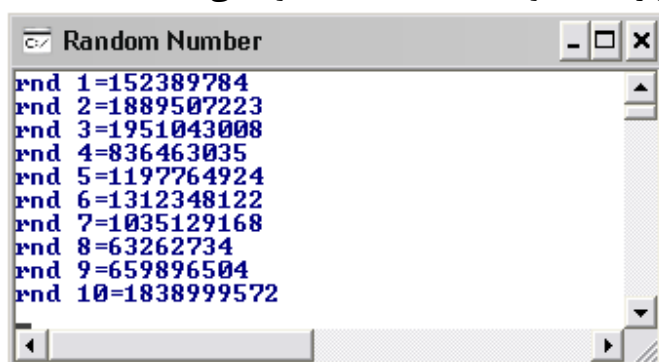 Random Number
rnd 1=152389784
rnd 2=1889507223
rnd 3=1951043008
rnd 4=836463035
rnd 5=1197764924
rnd 6=1312348122
rnd 7=1035129168
rnd 8=63262734
rnd 9=659896504
rnd 10=1838999572